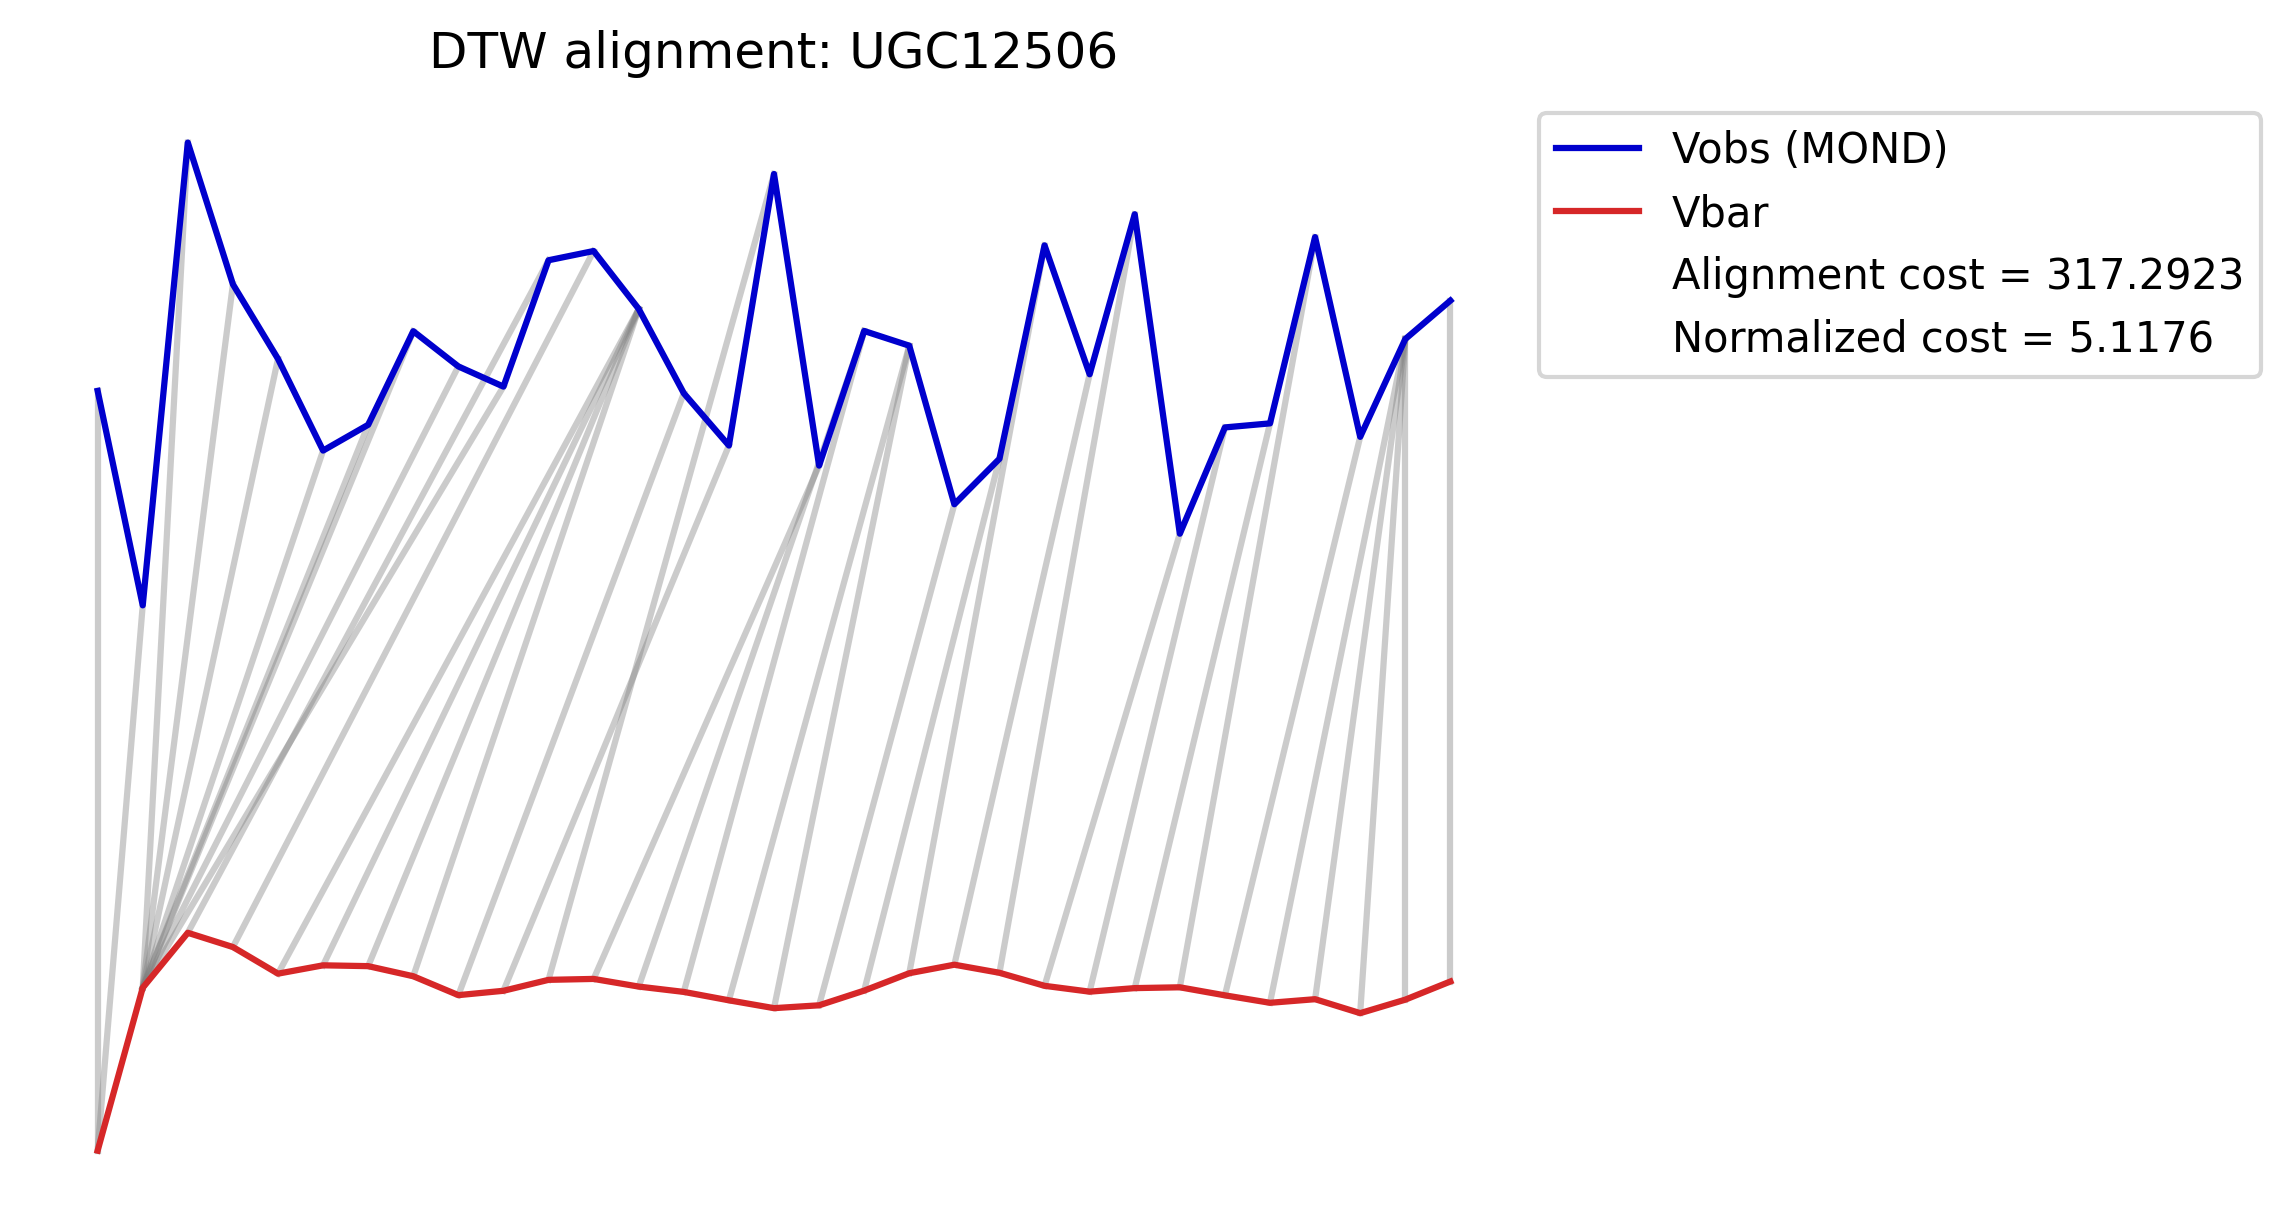 DTW alignment: UGC12506
Vobs (MOND)
Vbar
Alignment cost = 317.2923
Normalized cost = 5.1176